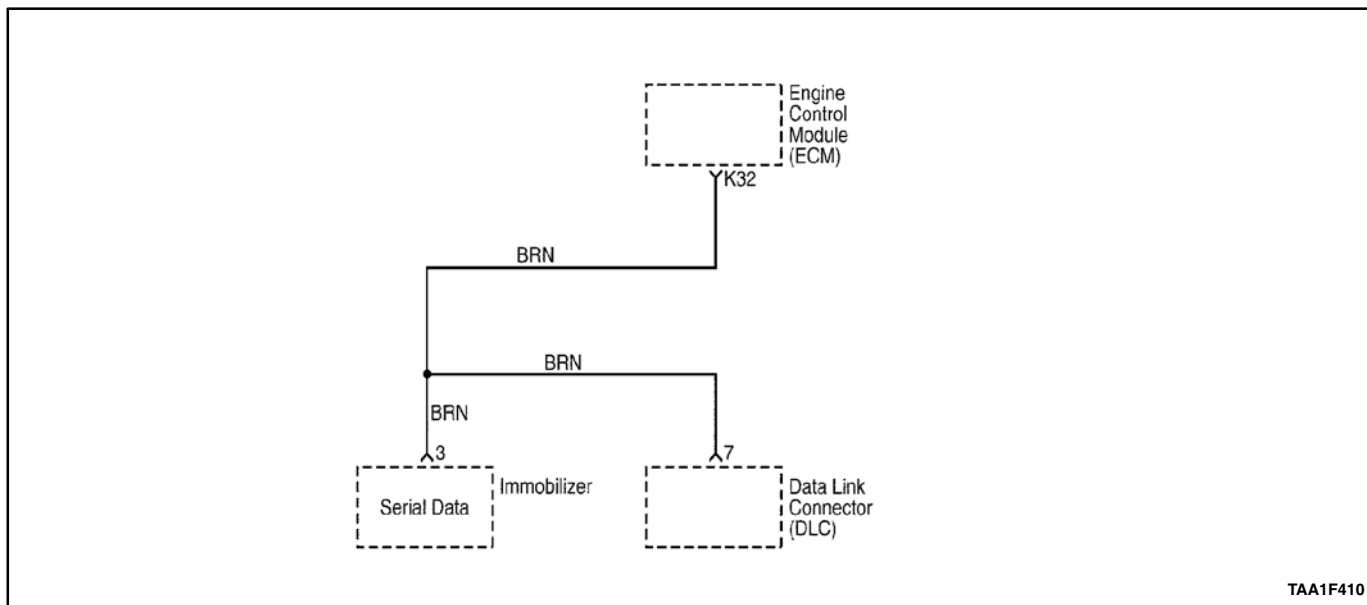 Engine
Control
Module
(ECM)
K32
BRN
BRN
BRN
3
7
Immobilizer
Serial Data
Data Link
Connector
(DLC)
TAA1F410